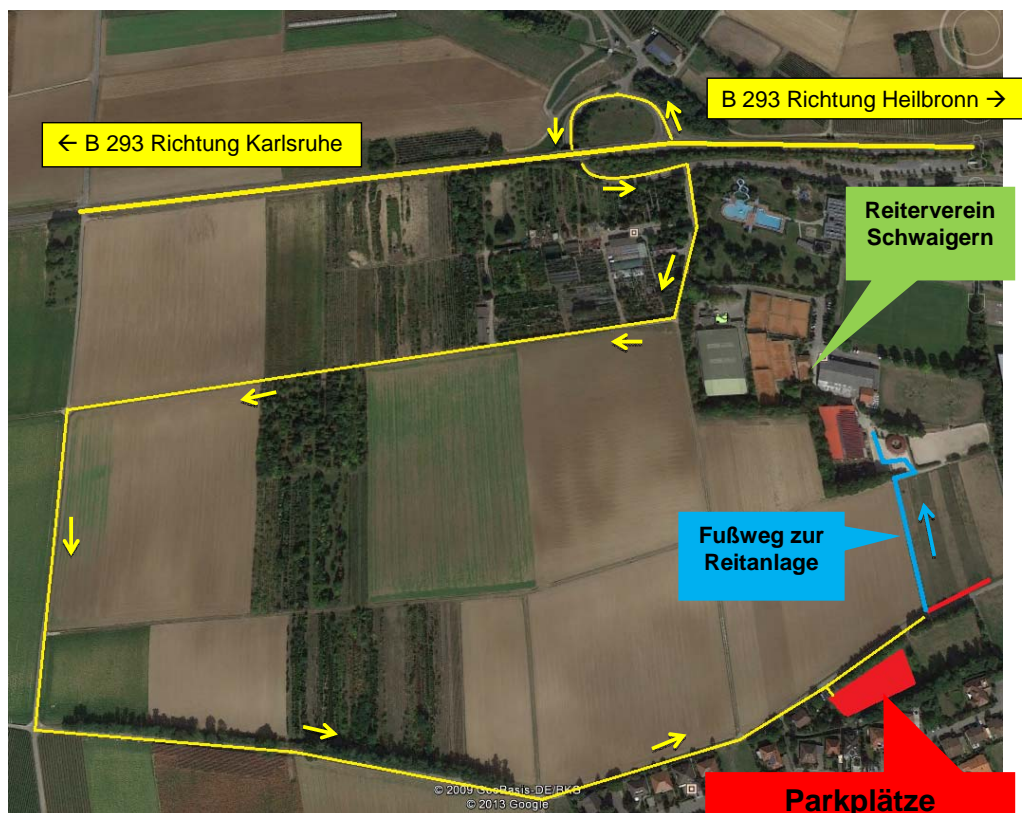 B 293 Richtung Heilbronn →
← B 293 Richtung Karlsruhe
Reiterverein
Schwaigern
Fußweg zur
Reitanlage
Parkplätze
© 2009 GeoBasis-DE/BKG
© 2013 Google